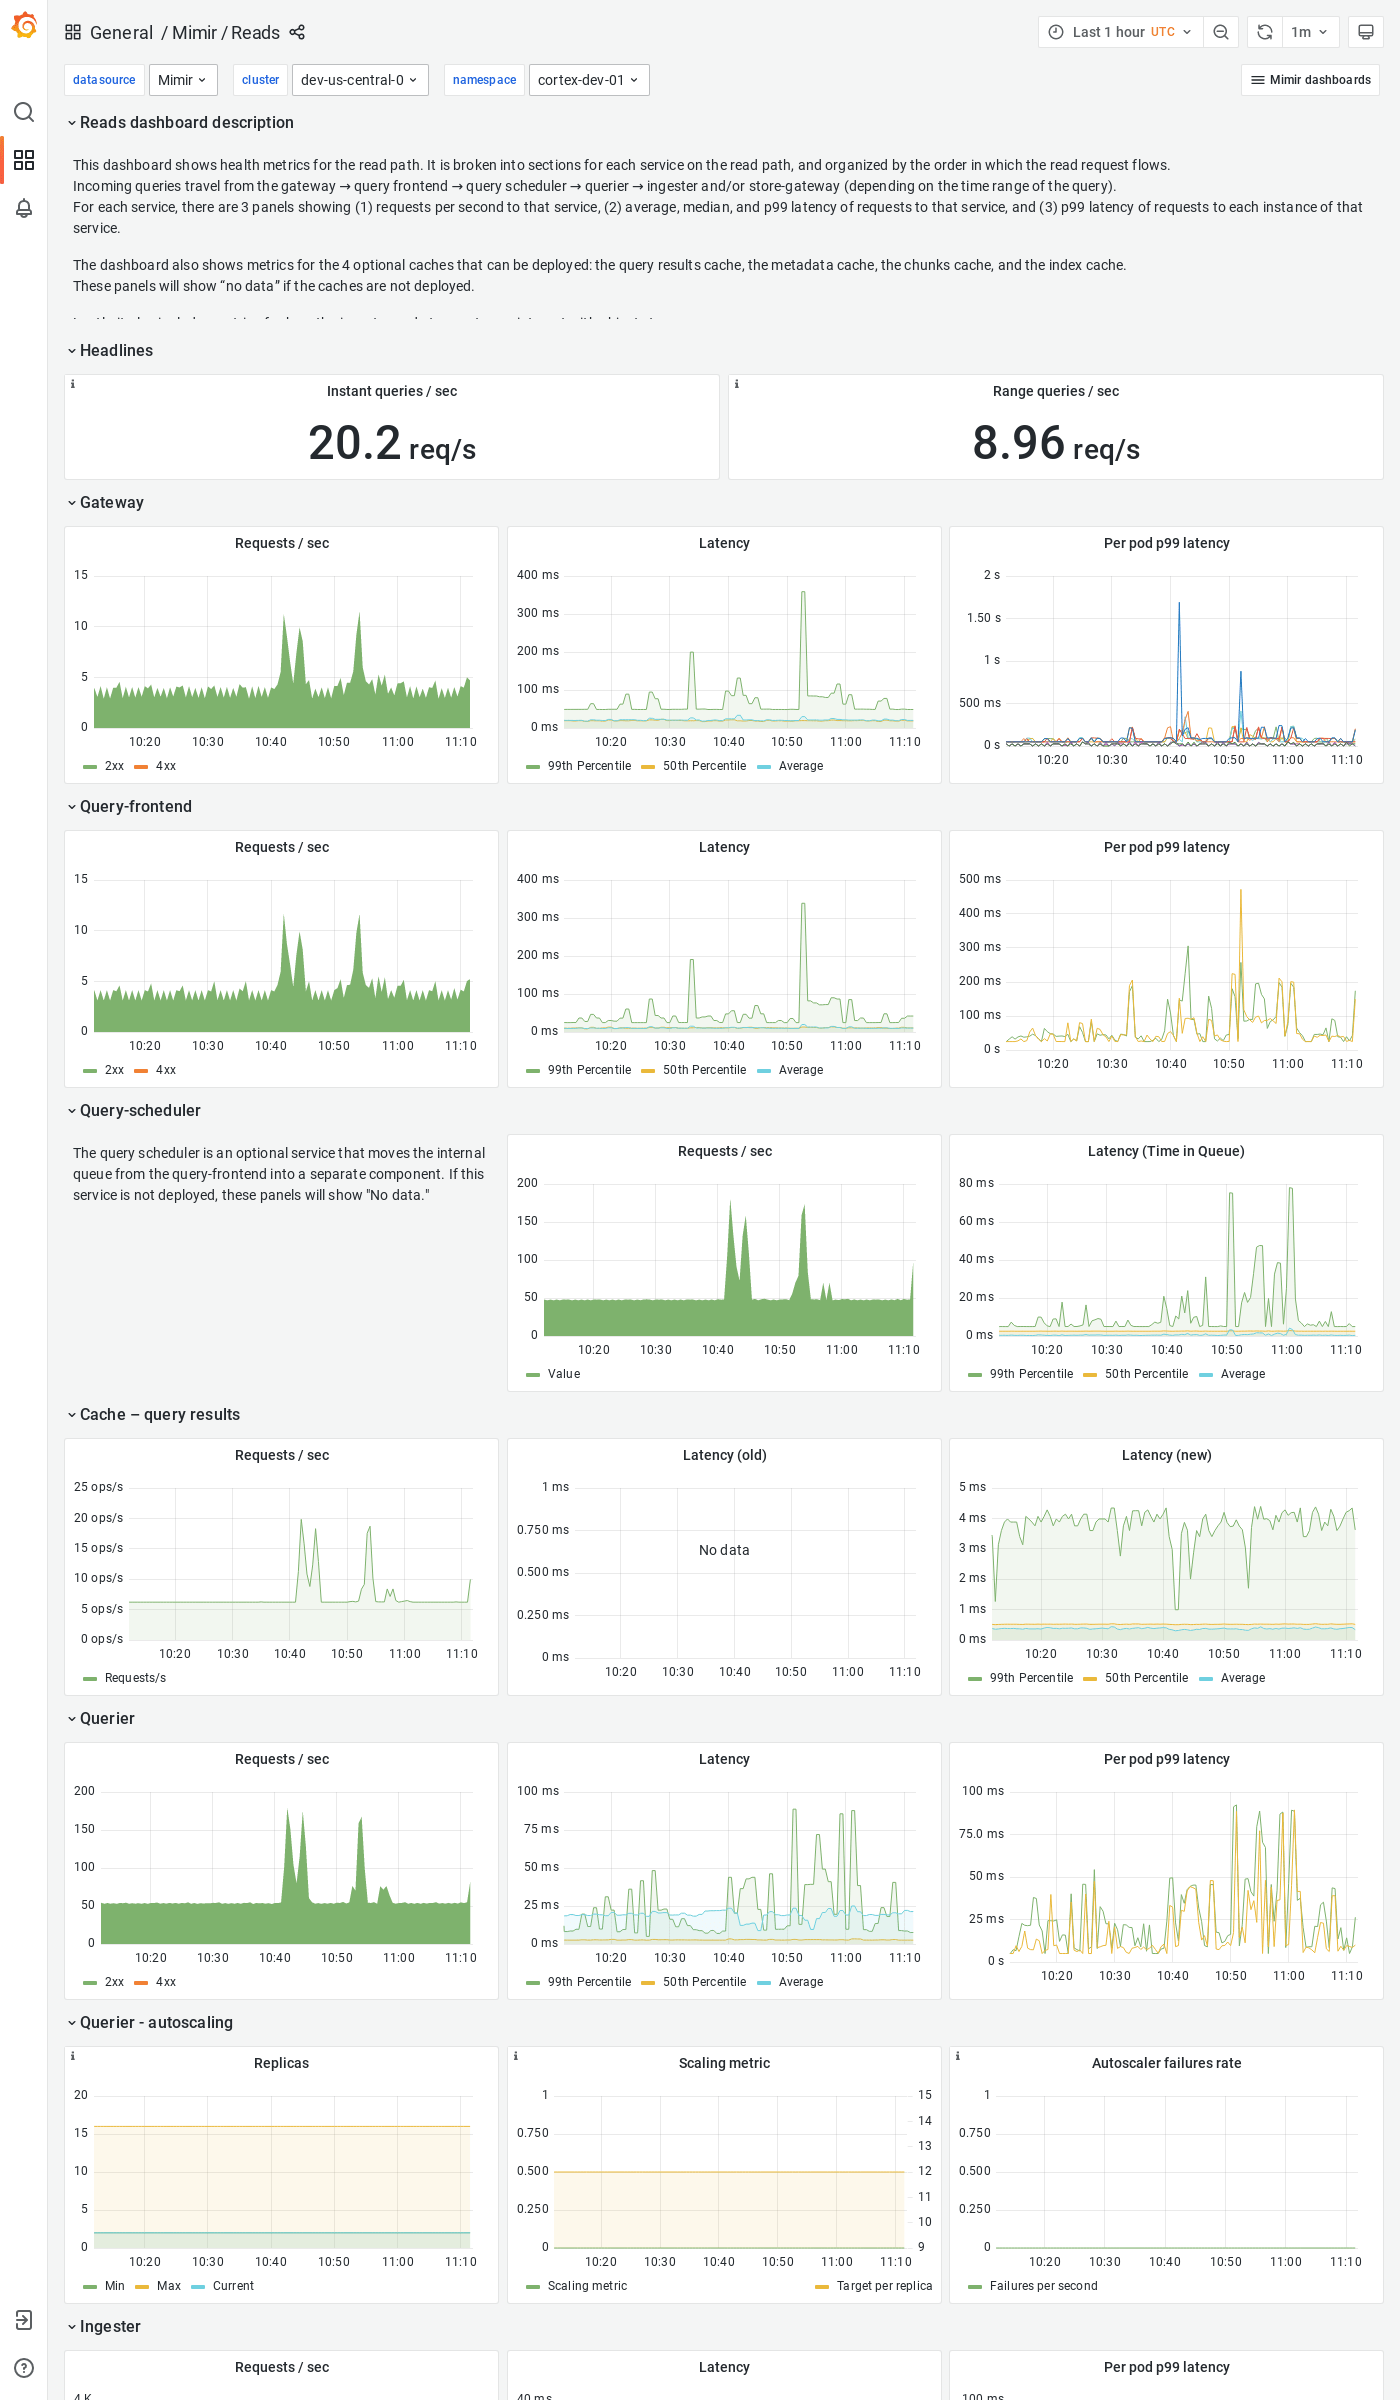 General / Mimir / Reads
Last 1 hour UTC
1m
datasource Mimir cluster dev-us-central-0 namespace cortex-dev-01
Mimir dashboards
Reads dashboard description
This dashboard shows health metrics for the read path. It is broken into sections for each service on the read path, and organized by the order in which the read request flows.
Incoming queries travel from the gateway → query frontend → query scheduler → querier → ingester and/or store-gateway (depending on the time range of the query).
For each service, there are 3 panels showing (1) requests per second to that service, (2) average, median, and p99 latency of requests to that service, and (3) p99 latency of requests to each instance of that
service.
The dashboard also shows metrics for the 4 optional caches that can be deployed: the query results cache, the metadata cache, the chunks cache, and the index cache.
These panels will show “no data” if the caches are not deployed.
Headlines
Instant queries / sec
20.2 req/s
Range queries / sec
8.96 req/s
Gateway
Requests / sec
15
10
5
0
10:20 10:30 10:40 10:50 11:00 11:10
2xx 4xx
Latency
400 ms
300 ms
200 ms
100 ms
0 ms
10:20 10:30 10:40 10:50 11:00 11:10
99th Percentile 50th Percentile Average
Per pod p99 latency
2 s
1.50 s
1 s
500 ms
0 s
10:20 10:30 10:40 10:50 11:00 11:10
Query-frontend
Requests / sec
15
10
5
0
10:20 10:30 10:40 10:50 11:00 11:10
2xx 4xx
Latency
400 ms
300 ms
200 ms
100 ms
0 ms
10:20 10:30 10:40 10:50 11:00 11:10
99th Percentile 50th Percentile Average
Per pod p99 latency
500 ms
400 ms
300 ms
200 ms
100 ms
0 s
10:20 10:30 10:40 10:50 11:00 11:10
Query-scheduler
The query scheduler is an optional service that moves the internal
queue from the query-frontend into a separate component. If this
service is not deployed, these panels will show "No data."
Requests / sec
200
150
100
50
0
10:20 10:30 10:40 10:50 11:00 11:10
Value
Latency (Time in Queue)
80 ms
60 ms
40 ms
20 ms
0 ms
10:20 10:30 10:40 10:50 11:00 11:10
99th Percentile 50th Percentile Average
Cache – query results
Requests / sec
25 ops/s
20 ops/s
15 ops/s
10 ops/s
5 ops/s
0 ops/s
10:20 10:30 10:40 10:50 11:00 11:10
Requests/s
Latency (old)
1 ms
0.750 ms
0.500 ms
0.250 ms
0 ms
No data
10:20 10:30 10:40 10:50 11:00 11:10
Latency (new)
5 ms
4 ms
3 ms
2 ms
1 ms
0 ms
10:20 10:30 10:40 10:50 11:00 11:10
99th Percentile 50th Percentile Average
Querier
Requests / sec
200
150
100
50
0
10:20 10:30 10:40 10:50 11:00 11:10
2xx 4xx
Latency
100 ms
75 ms
50 ms
25 ms
0 ms
10:20 10:30 10:40 10:50 11:00 11:10
99th Percentile 50th Percentile Average
Per pod p99 latency
100 ms
75.0 ms
50 ms
25 ms
0 s
10:20 10:30 10:40 10:50 11:00 11:10
Querier - autoscaling
Replicas
20
15
10
5
0
10:20 10:30 10:40 10:50 11:00 11:10
Min Max Current
Scaling metric
1
0.750
0.500
0.250
0
15
14
13
12
11
10
9
10:20 10:30 10:40 10:50 11:00 11:10
Scaling metric Target per replica
Autoscaler failures rate
1
0.750
0.500
0.250
0
10:20 10:30 10:40 10:50 11:00 11:10
Failures per second
Ingester
Requests / sec
4 K
Latency
40 ms
Per pod p99 latency
100 ms